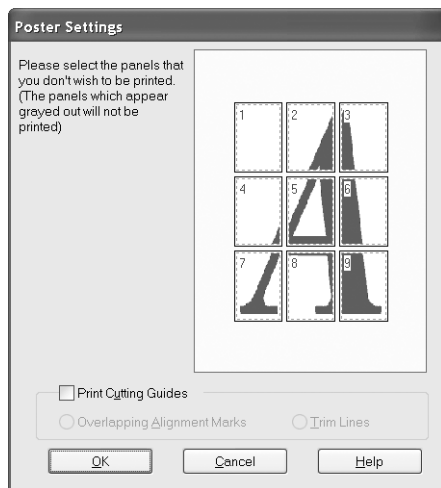 Poster Settings
Please select the panels that
you don't wish to be printed.
(The panels which appear
grayed out will not be
printed)
1 2 3
4 5 6
7 8 9
Print Cutting Guides
Overlapping Alignment Marks Trim Lines
OK Cancel Help